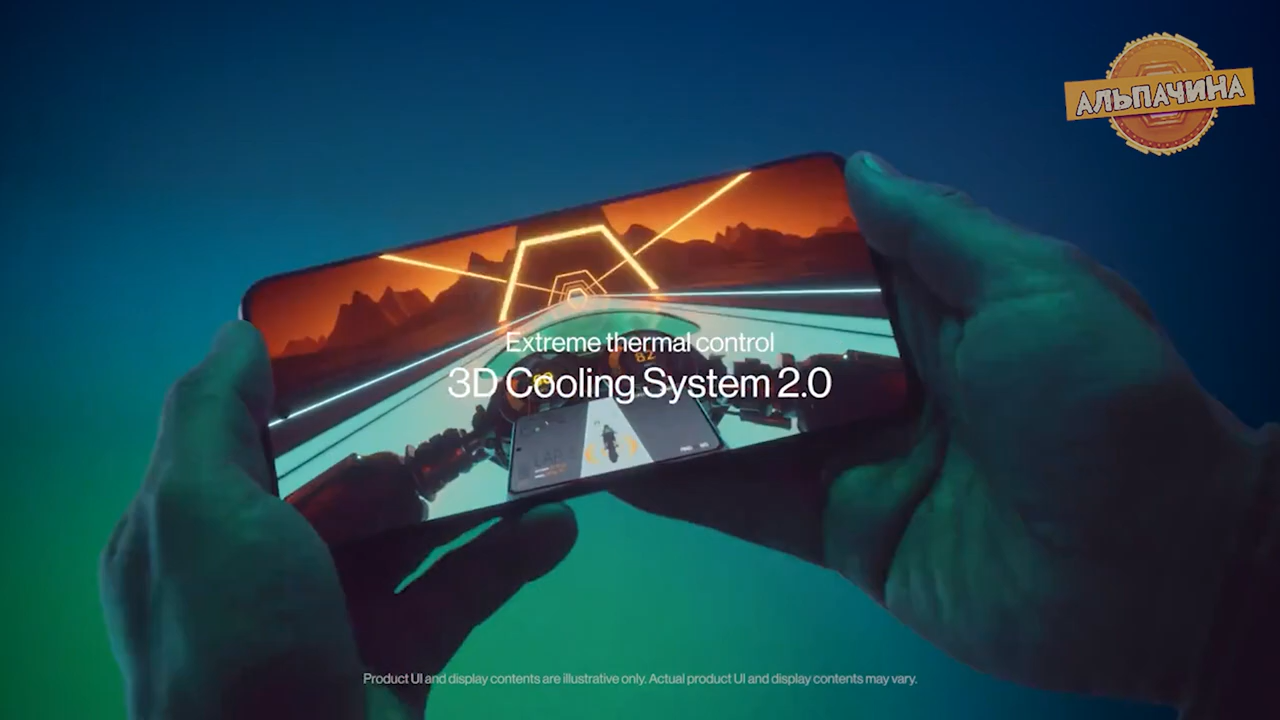 АЛЬПАЧИНА
Extreme thermal control
82
3D Cooling System 2.0
Product UI and display contents are illustrative only. Actual product UI and display contents may vary.